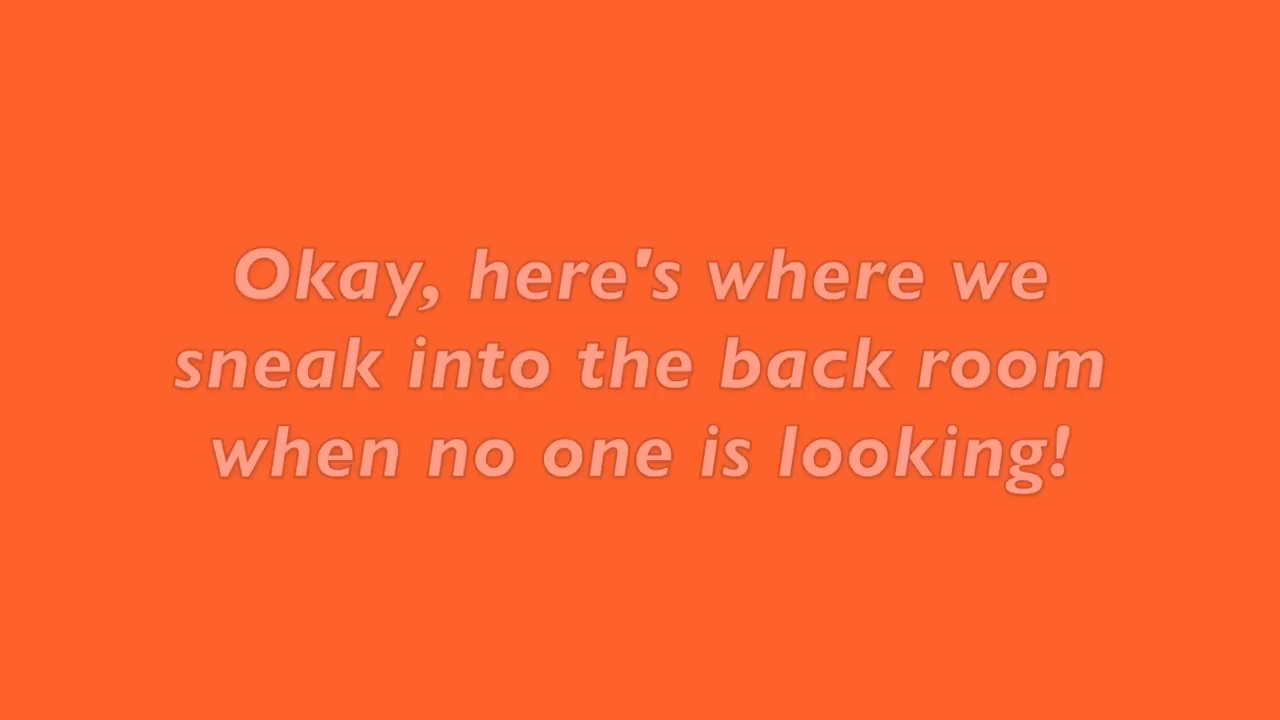 Okay, here's where we
sneak into the back room
when no one is looking!